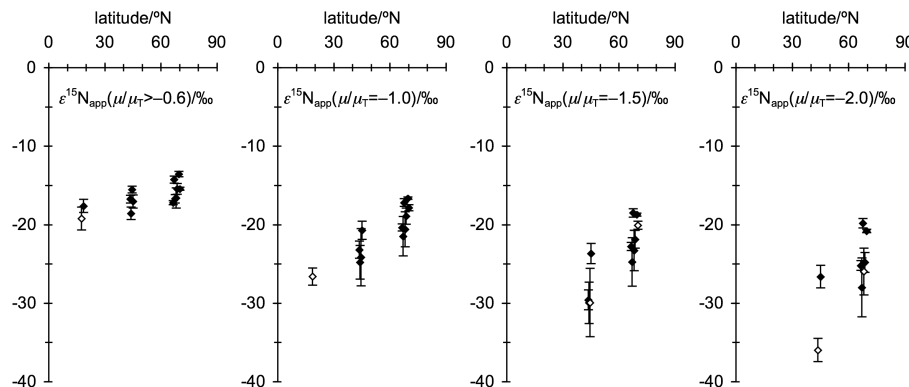 latitude/ºN
latitude/ºN
latitude/ºN
latitude/ºN
0 30 60 90
0 30 60 90
0 30 60 90
0 30 60 90
0
-10
-20
-30
-40
0
-10
-20
-30
-40
0
-10
-20
-30
-40
0
-10
-20
-30
-40
ε¹⁵Napp(μ/μT>−0.6)/‰
ε¹⁵Napp(μ/μT=−1.0)/‰
ε¹⁵Napp(μ/μT=−1.5)/‰
ε¹⁵Napp(μ/μT=−2.0)/‰